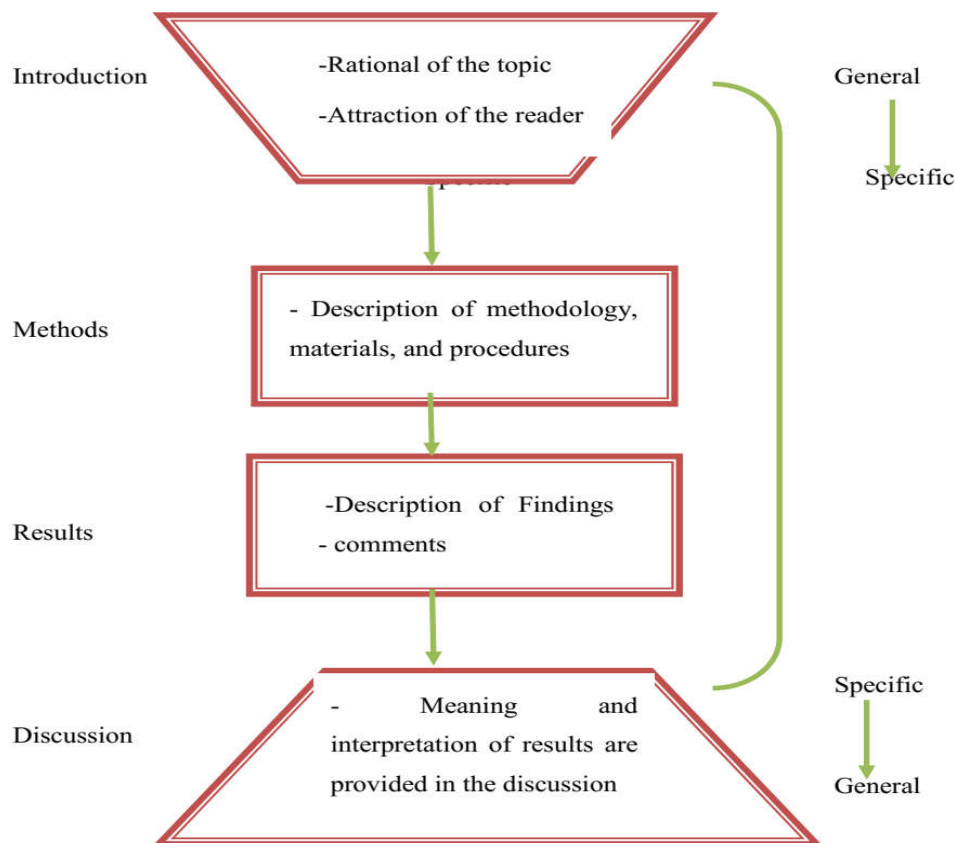 Introduction
-Rational of the topic
-Attraction of the reader
General
Specific
Methods
- Description of methodology,
materials, and procedures
Results
-Description of Findings
- comments
Discussion
- Meaning and
interpretation of results are
provided in the discussion
Specific
General